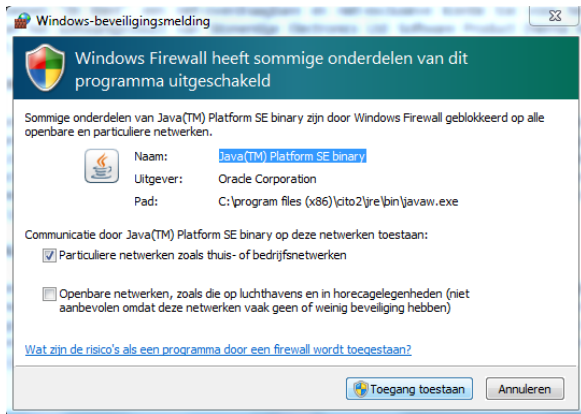 Windows-beveiligingsmelding
Windows Firewall heeft sommige onderdelen van dit
programma uitgeschakeld
Sommige onderdelen van Java(TM) Platform SE binary zijn door Windows Firewall geblokkeerd op alle
openbare en particuliere netwerken.
Naam: Java(TM) Platform SE binary
Uitgever: Oracle Corporation
Pad: C:\program files (x86)\cito2\jre\bin\javaw.exe
Communicatie door Java(TM) Platform SE binary op deze netwerken toestaan:
Particuliere netwerken zoals thuis- of bedrijfsnetwerken
Openbare netwerken, zoals die op luchthavens en in horecagelegenheden (niet
aanbevolen omdat deze netwerken vaak geen of weinig beveiliging hebben)
Wat zijn de risico's als een programma door een firewall wordt toegestaan?
Toegang toestaan Annuleren